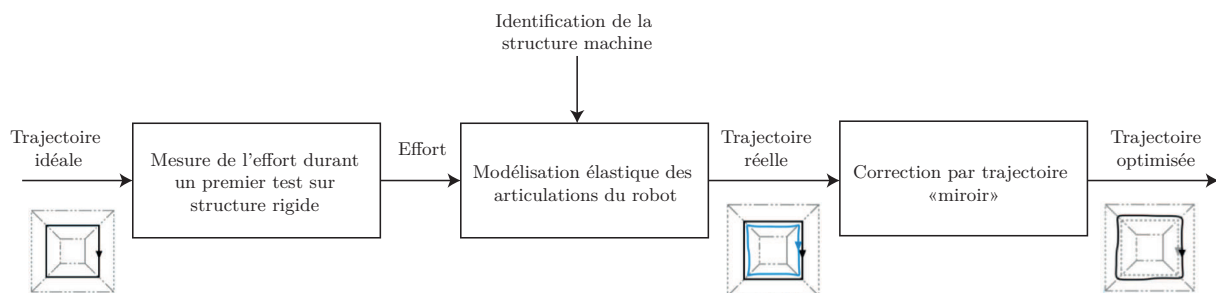 Identification de la
structure machine
Trajectoire
idéale
Mesure de l'effort durant
un premier test sur
structure rigide
Effort
Modélisation élastique des
articulations du robot
Trajectoire
réelle
Correction par trajectoire
«miroir»
Trajectoire
optimisée